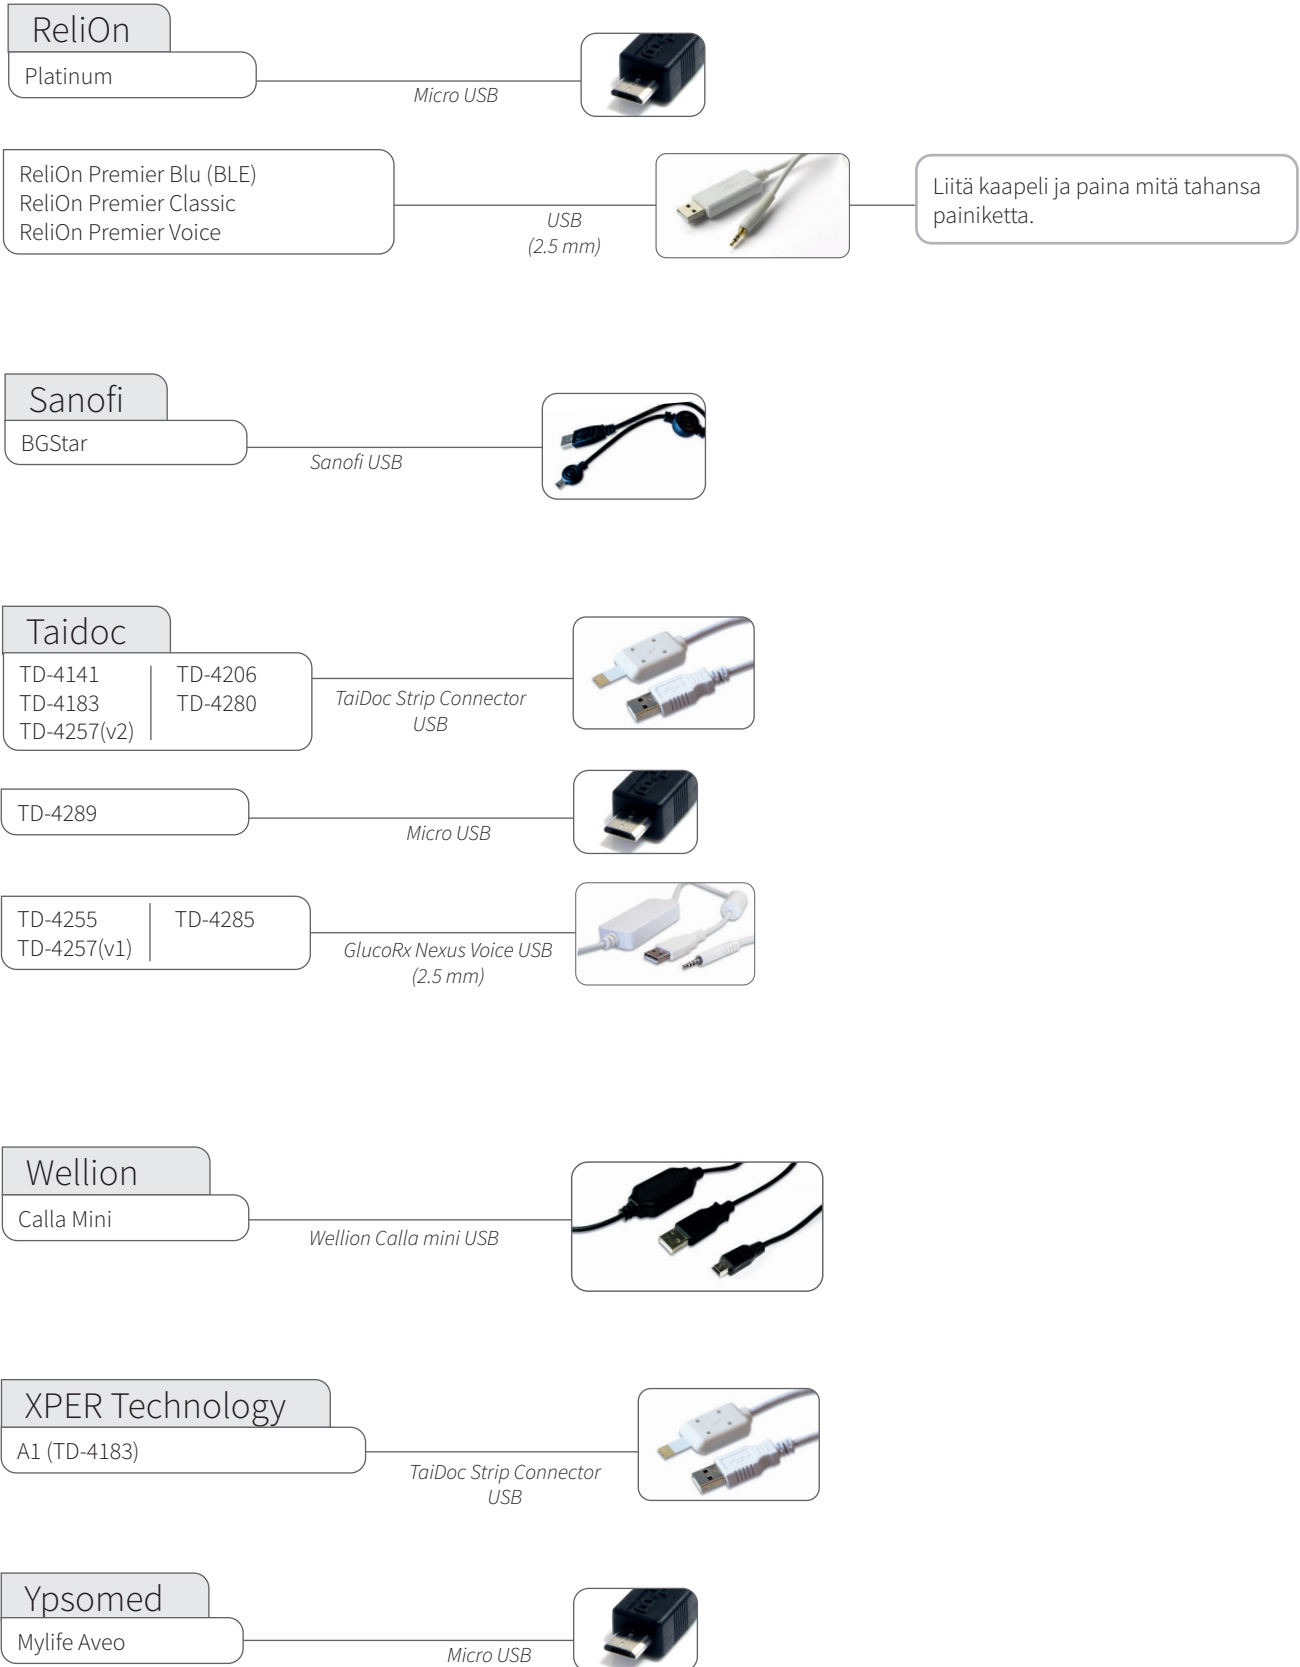 ReliOn
Platinum
Micro USB
ReliOn Premier Blu (BLE)
ReliOn Premier Classic
ReliOn Premier Voice
USB
(2.5 mm)
Liitä kaapeli ja paina mitä tahansa
painiketta.
Sanofi
BGStar
Sanofi USB
Taidoc
TD-4141
TD-4183
TD-4257(v2)
TD-4206
TD-4280
TaiDoc Strip Connector
USB
TD-4289
Micro USB
TD-4255
TD-4257(v1)
TD-4285
GlucoRx Nexus Voice USB
(2.5 mm)
Wellion
Calla Mini
Wellion Calla mini USB
XPER Technology
A1 (TD-4183)
TaiDoc Strip Connector
USB
Ypsomed
Mylife Aveo
Micro USB